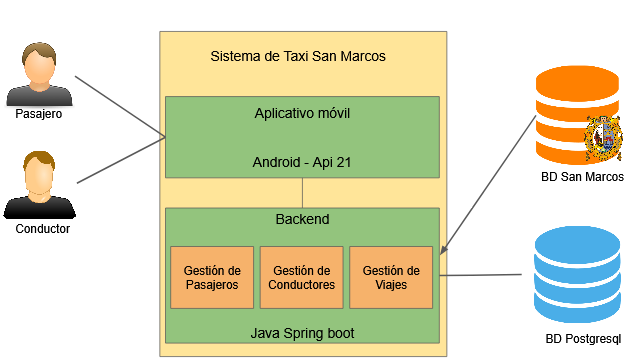 Sistema de Taxi San Marcos
Pasajero
Aplicativo móvil
Android - Api 21
Conductor
Backend
Gestión de
Pasajeros
Gestión de
Conductores
Gestión de
Viajes
Java Spring boot
BD San Marcos
BD Postgresql